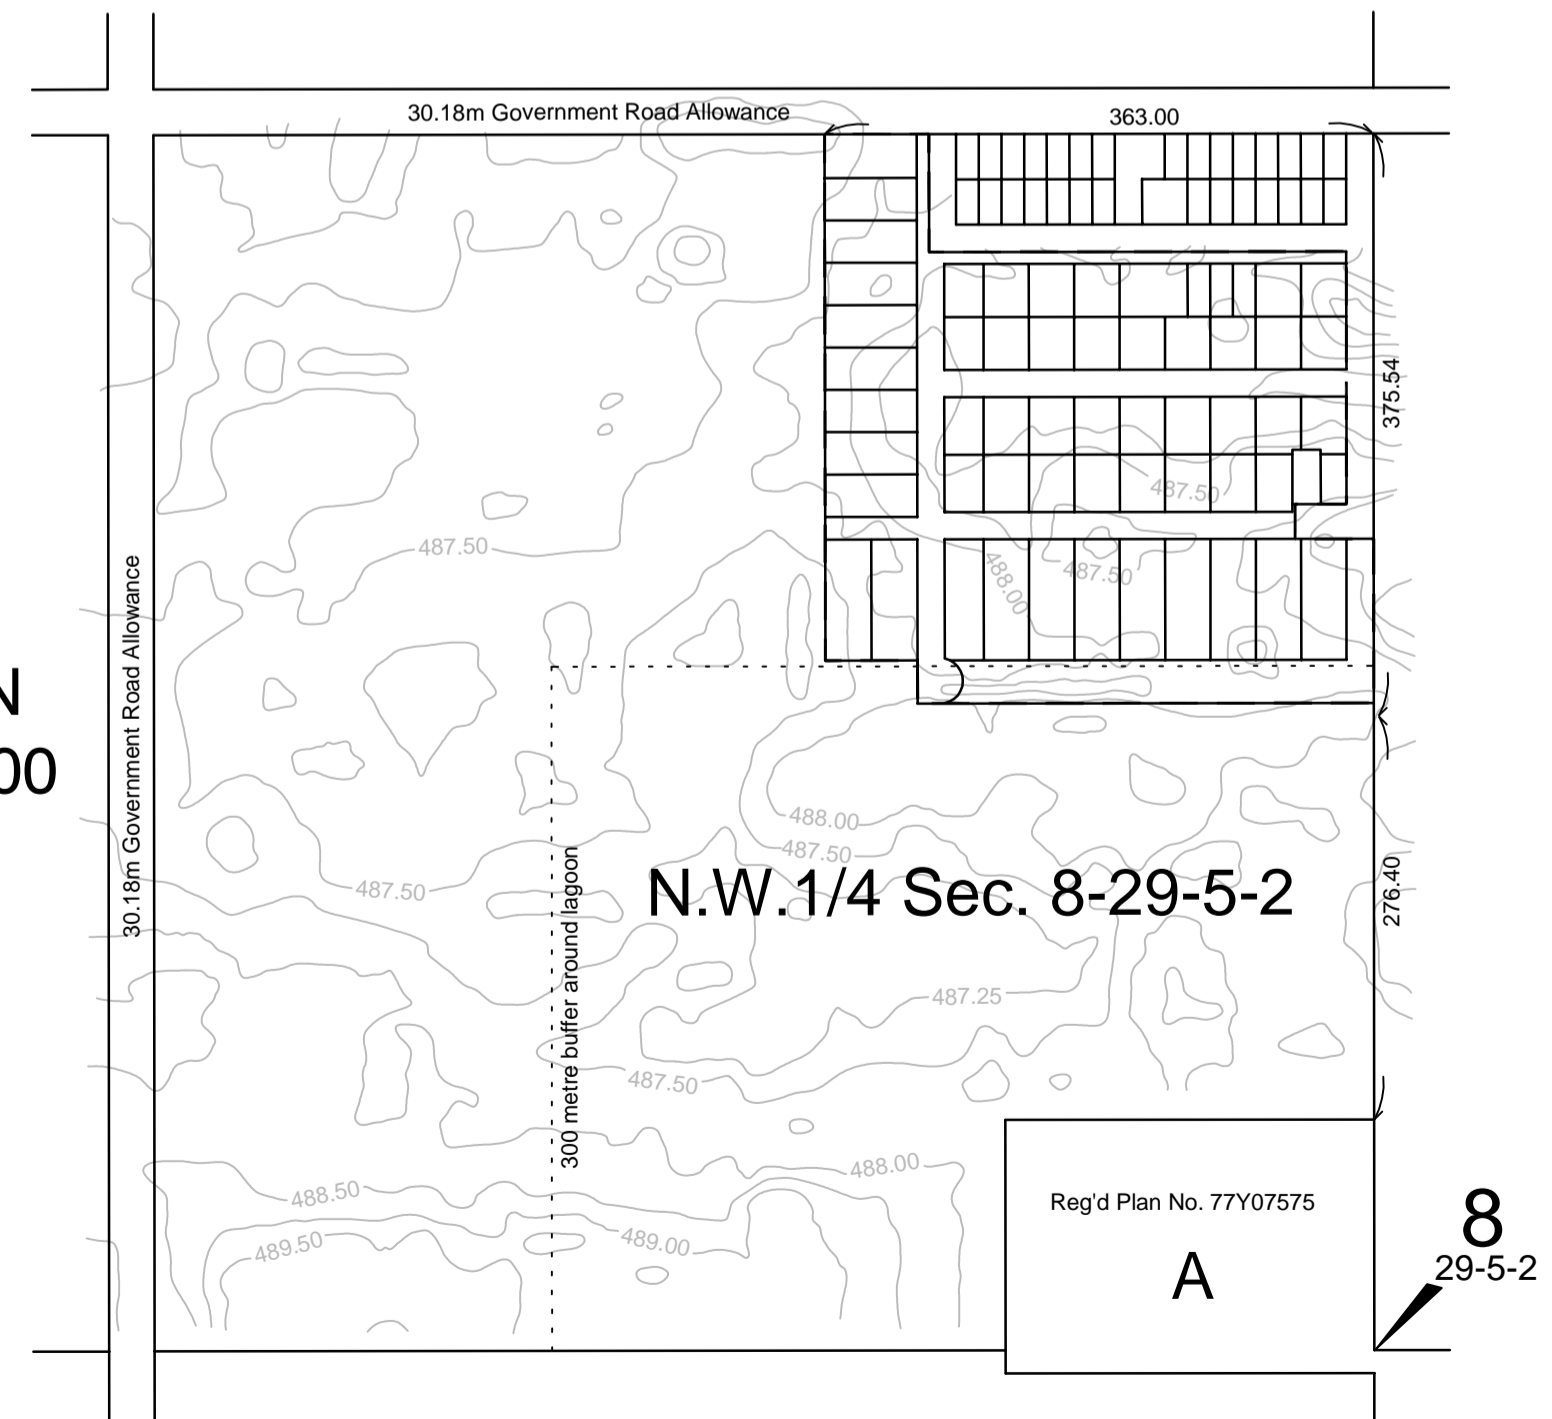 30.18m Government Road Allowance
363.00
375.54
487.50
487.50
488.00
487.50
N
00
30.18m Government Road Allowance
488.00
487.50
487.50
N.W.1/4 Sec. 8-29-5-2
276.40
300 metre buffer around lagoon
487.25
487.50
488.00
488.50
489.00
489.50
Reg'd Plan No. 77Y07575
A
8
29-5-2